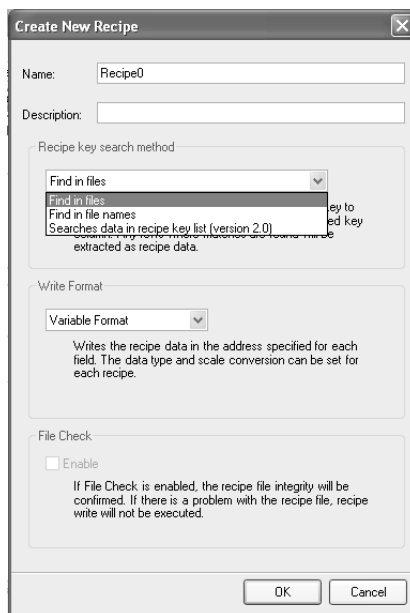 Create New Recipe
Name: Recipe0
Description:
Recipe key search method
Find in files
Find in files
Find in file names
Searches data in recipe key list (version 2.0)
ey to
ed key
extracted as recipe data.
Write Format
Variable Format
Writes the recipe data in the address specified for each
field. The data type and scale conversion can be set for
each recipe.
File Check
Enable
If File Check is enabled, the recipe file integrity will be
confirmed. If there is a problem with the recipe file, recipe
write will not be executed.
OK Cancel